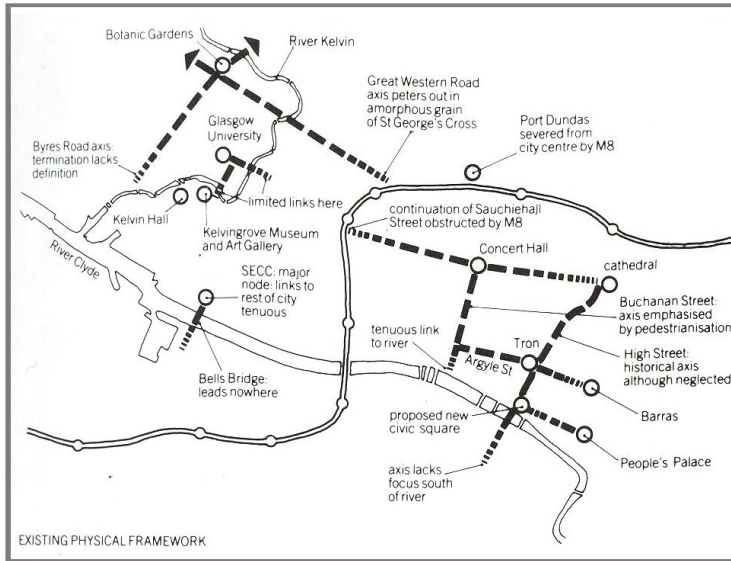 Botanic Gardens
River Kelvin
Great Western Road
axis peters out in
amorphous grain
of St George's Cross
Glasgow
University
Port Dundas
severed from
city centre by M8
Byres Road axis:
termination lacks
definition
limited links here
Kelvin Hall
Kelvingrove Museum
and Art Gallery
continuation of Sauchiehall
Street obstructed by M8
Concert Hall
cathedral
River Clyde
SECC: major
node: links to
rest of city
tenuous
Buchanan Street:
axis emphasised
by pedestrianisation
tenuous link
to river
Tron
Argyle St
High Street:
historical axis
although neglected
Bells Bridge:
leads nowhere
Barras
proposed new
civic square
People's Palace
axis lacks
focus south
of river
EXISTING PHYSICAL FRAMEWORK